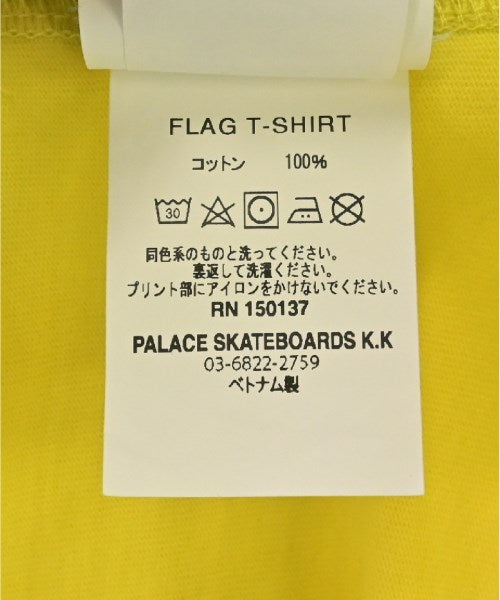 FLAG T-SHIRT
コットン 100%
30
同色系のものと洗ってください。
裏返して洗濯ください。
プリント部にアイロンをかけないでください。
RN 150137
PALACE SKATEBOARDS K.K
03-6822-2759
ベトナム製